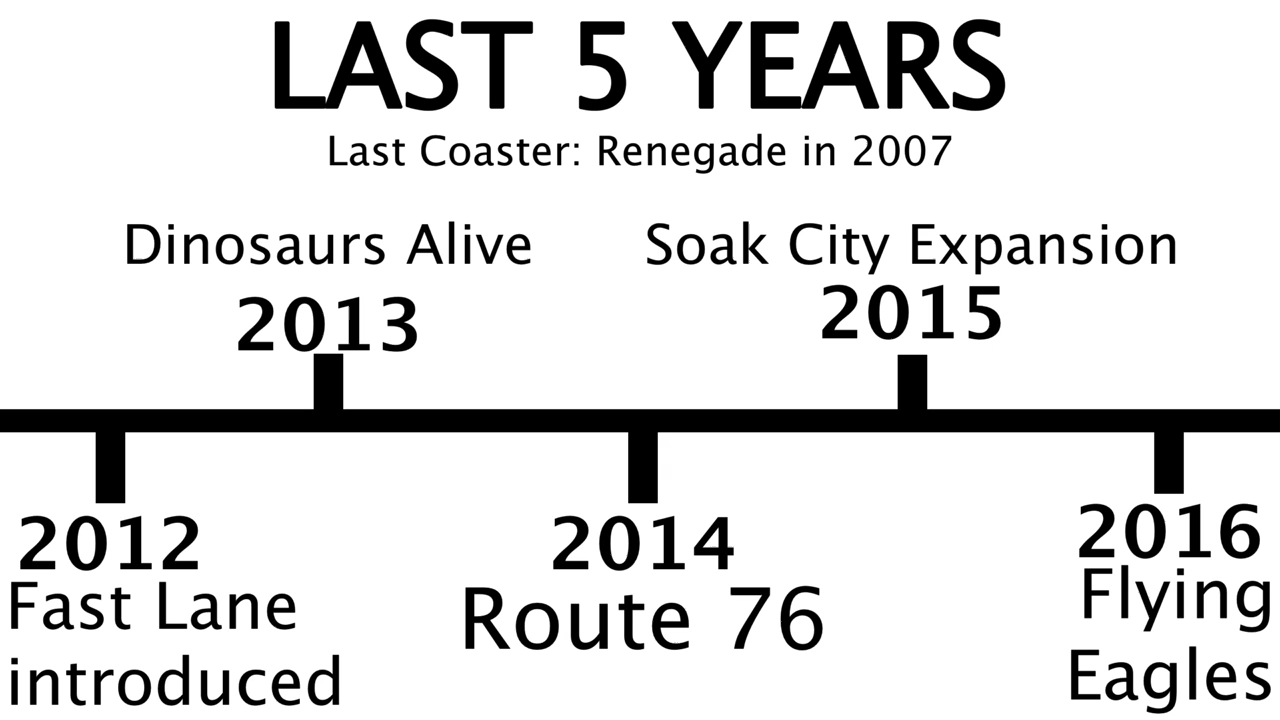 LAST 5 YEARS
Last Coaster: Renegade in 2007
Dinosaurs Alive
2013
Soak City Expansion
2015
2012
Fast Lane
introduced
2014
Route 76
2016
Flying
Eagles